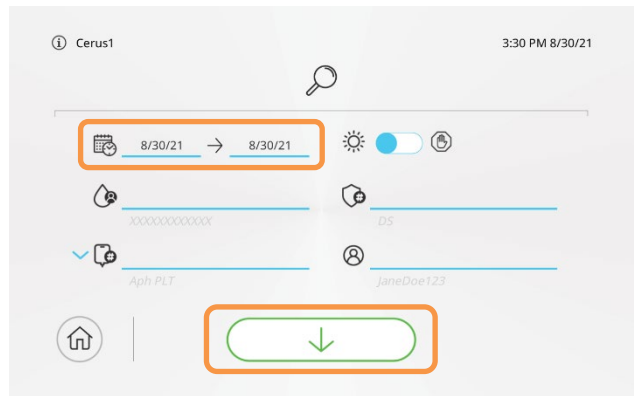 Cerus1 3:30 PM 8/30/21
8/30/21 → 8/30/21
XXXXXXXXXXXX DS
Aph PLT JaneDoe123